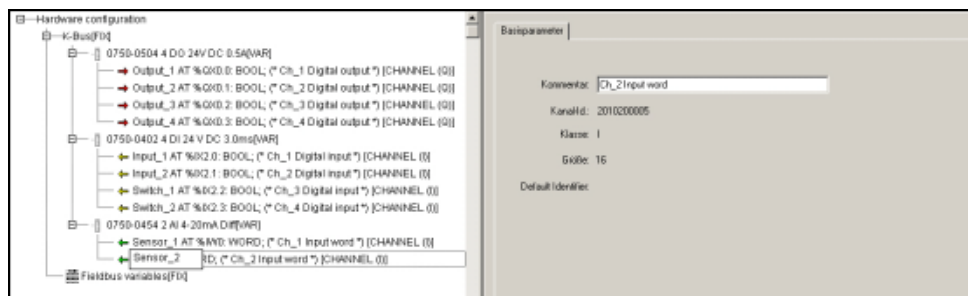 Hardware configuration
K-Bus[FIX]
0750-0504 4 DO 24V DC 0.5A[VAR]
Output_1 AT %QX0.0: BOOL; (* Ch_1 Digital output *) [CHANNEL (Q)]
Output_2 AT %QX0.1: BOOL; (* Ch_2 Digital output *) [CHANNEL (Q)]
Output_3 AT %QX0.2: BOOL; (* Ch_3 Digital output *) [CHANNEL (Q)]
Output_4 AT %QX0.3: BOOL; (* Ch_4 Digital output *) [CHANNEL (Q)]
0750-0402 4 DI 24 V DC 3.0ms[VAR]
Input_1 AT %IX2.0: BOOL; (* Ch_1 Digital input *) [CHANNEL (I)]
Input_2 AT %IX2.1: BOOL; (* Ch_2 Digital input *) [CHANNEL (I)]
Switch_1 AT %IX2.2: BOOL; (* Ch_3 Digital input *) [CHANNEL (I)]
Switch_2 AT %IX2.3: BOOL; (* Ch_4 Digital input *) [CHANNEL (I)]
0750-0454 2 AI 4-20mA Diff[VAR]
Sensor_1 AT %IW0: WORD; (* Ch_1 Input word *) [CHANNEL (I)]
Sensor_2 RD; (* Ch_2 Input word *) [CHANNEL (I)]
Fieldbus variables[FIX]
Basisparameter
Kommentar: Ch_2 Input word
Kanal-Id.: 2010200005
Klasse: I
Größe: 16
Default Identifier: